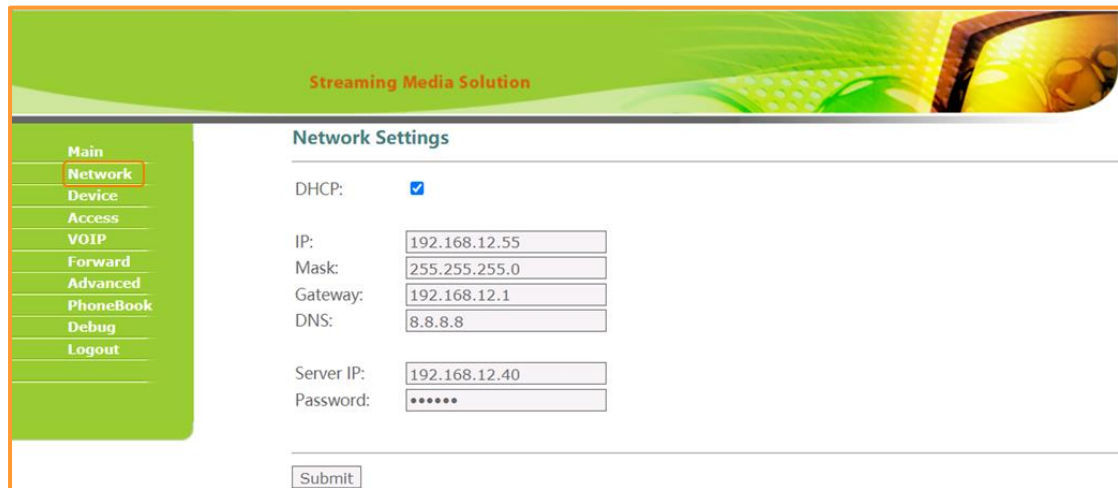 Streaming Media Solution
Main
Network
Device
Access
VOIP
Forward
Advanced
PhoneBook
Debug
Logout
Network Settings
DHCP:
IP: 192.168.12.55
Mask: 255.255.255.0
Gateway: 192.168.12.1
DNS: 8.8.8.8
Server IP: 192.168.12.40
Password: ••••••
Submit